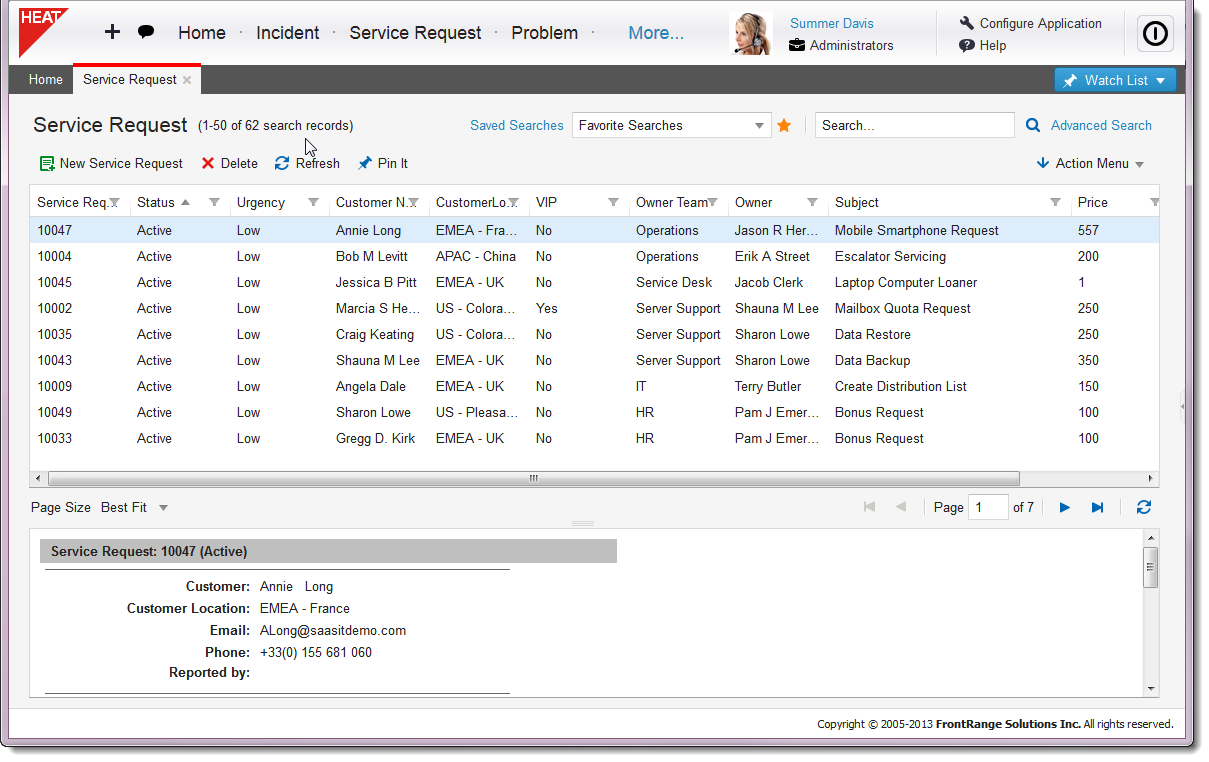 HEAT
Home · Incident · Service Request · Problem · More...
Summer Davis
Administrators
Configure Application
Help
Home Service Request Watch List
Service Request (1-50 of 62 search records) Saved Searches Favorite Searches Search... Advanced Search
New Service Request Delete Refresh Pin It Action Menu
Service Req. Status Urgency Customer N. CustomerLo. VIP Owner Team Owner Subject Price
10047 Active Low Annie Long EMEA - Fra... No Operations Jason R Her... Mobile Smartphone Request 557
10004 Active Low Bob M Levitt APAC - China No Operations Erik A Street Escalator Servicing 200
10045 Active Low Jessica B Pitt EMEA - UK No Service Desk Jacob Clerk Laptop Computer Loaner 1
10002 Active Low Marcia S He... US - Colora... Yes Server Support Shauna M Lee Mailbox Quota Request 250
10035 Active Low Craig Keating US - Colora... No Server Support Sharon Lowe Data Restore 250
10043 Active Low Shauna M Lee EMEA - UK No Server Support Sharon Lowe Data Backup 350
10009 Active Low Angela Dale EMEA - UK No IT Terry Butler Create Distribution List 150
10049 Active Low Sharon Lowe US - Pleasa... No HR Pam J Emer... Bonus Request 100
10033 Active Low Gregg D. Kirk EMEA - UK No HR Pam J Emer... Bonus Request 100
Page Size Best Fit Page 1 of 7
Service Request: 10047 (Active)
Customer: Annie Long
Customer Location: EMEA - France
Email: ALong@saasitdemo.com
Phone: +33(0) 155 681 060
Reported by:
Copyright © 2005-2013 FrontRange Solutions Inc. All rights reserved.